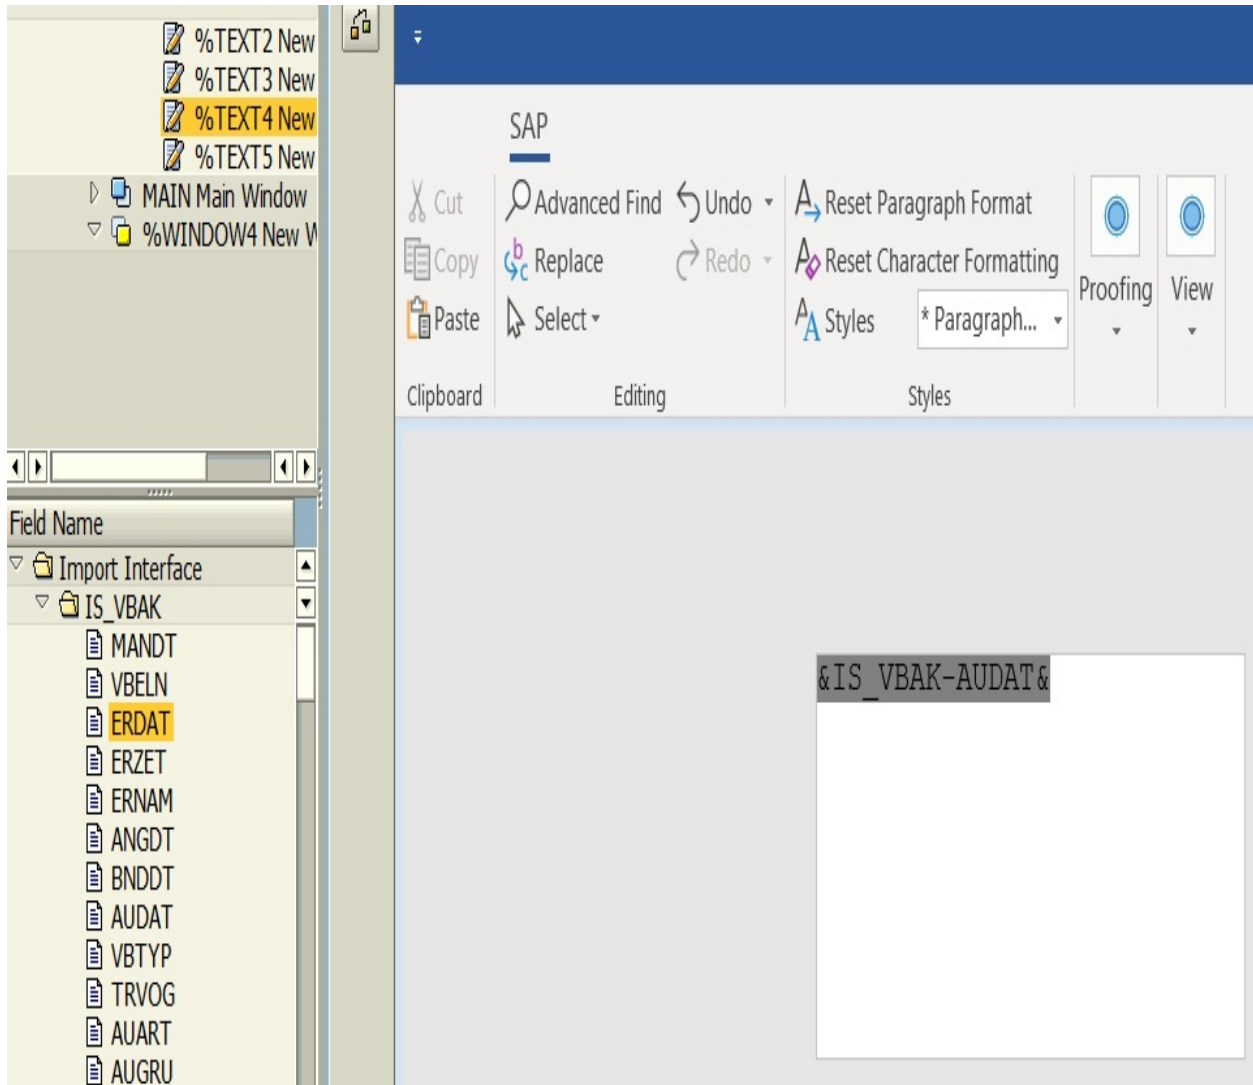 %TEXT2 New
%TEXT3 New
%TEXT4 New
%TEXT5 New
MAIN Main Window
%WINDOW4 New W
Field Name
Import Interface
IS_VBAK
MANDT
VBELN
ERDAT
ERZET
ERNAM
ANGDT
BNDDT
AUDAT
VBTYP
TRVOG
AUART
AUGRU
SAP
Cut
Copy
Paste
Clipboard
Advanced Find
Replace
Select
Undo
Redo
Editing
Reset Paragraph Format
Reset Character Formatting
Styles
* Paragraph...
Styles
Proofing
View
&IS_VBAK-AUDAT&